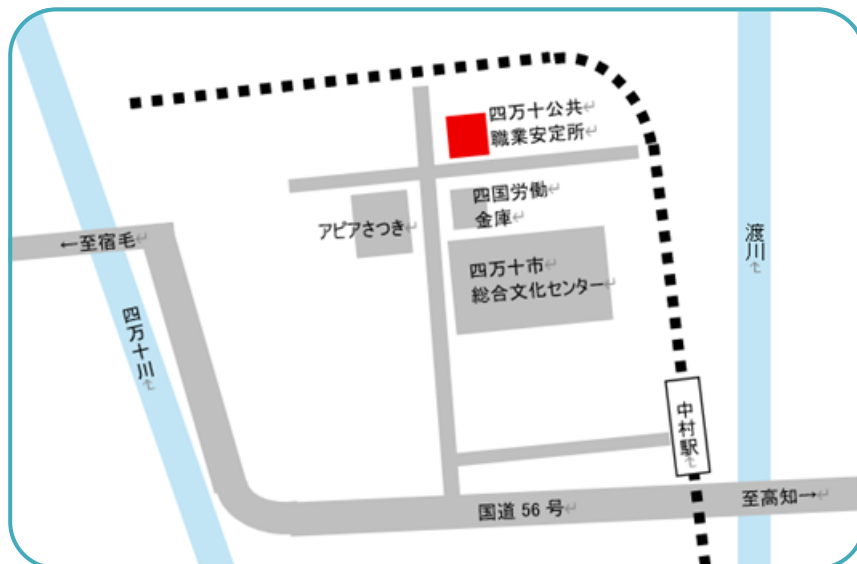 四万十公共↵
職業安定所↵
四国労働↵
金庫↵
アピアさつき↵
←至宿毛↵
渡川↵
四万十市↵
総合文化センター↵
四万十川↵
中村駅↵
至高知→↵
国道 56 号↵